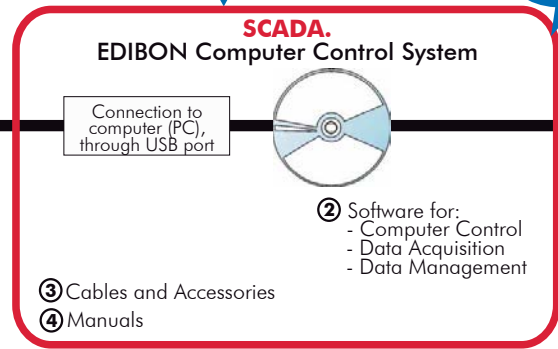 SCADA.
EDIBON Computer Control System
Connection to
computer (PC),
through USB port
2 Software for:
- Computer Control
- Data Acquisition
- Data Management
3 Cables and Accessories
4 Manuals